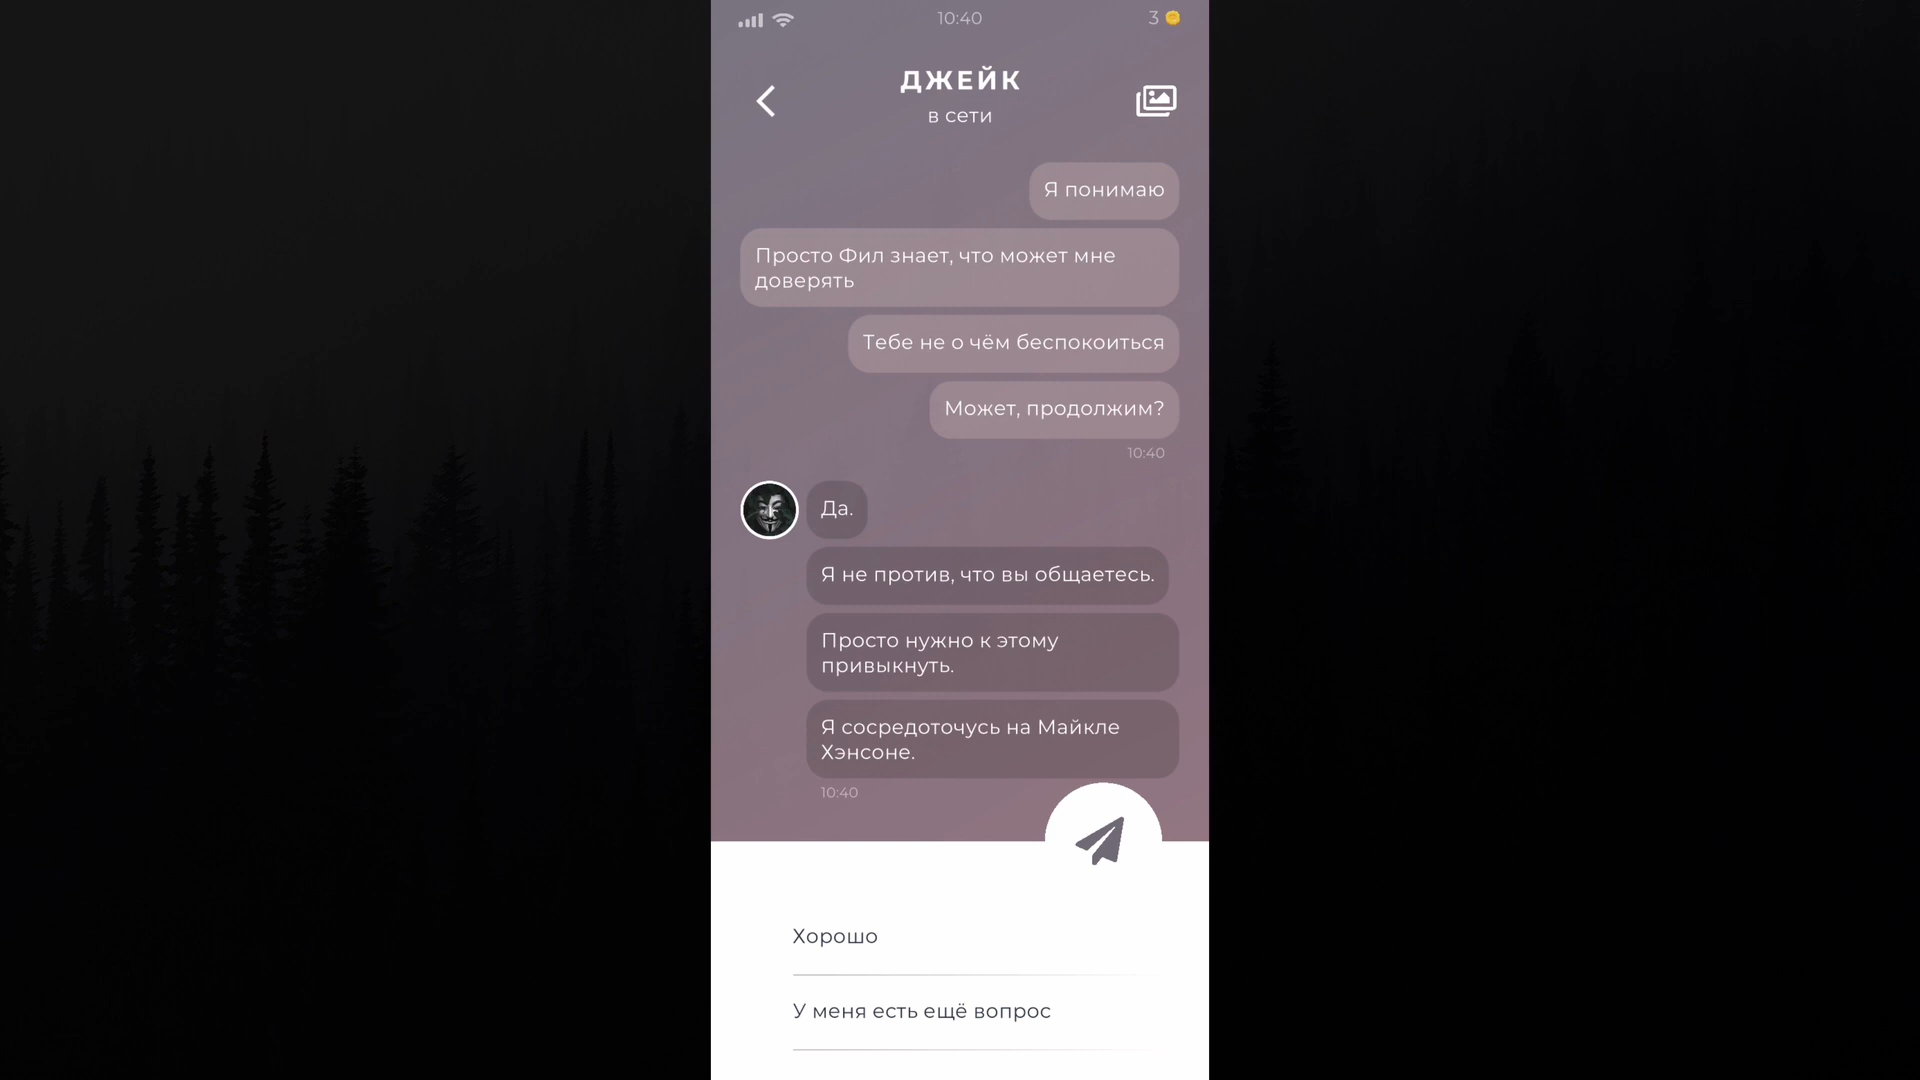 10:40
3
ДЖЕЙК
в сети
Я понимаю
Просто Фил знает, что может мне
доверять
Тебе не о чём беспокоиться
Может, продолжим?
10:40
Да.
Я не против, что вы общаетесь.
Просто нужно к этому
привыкнуть.
Я сосредоточусь на Майкле
Хэнсоне.
10:40
Хорошо
У меня есть ещё вопрос